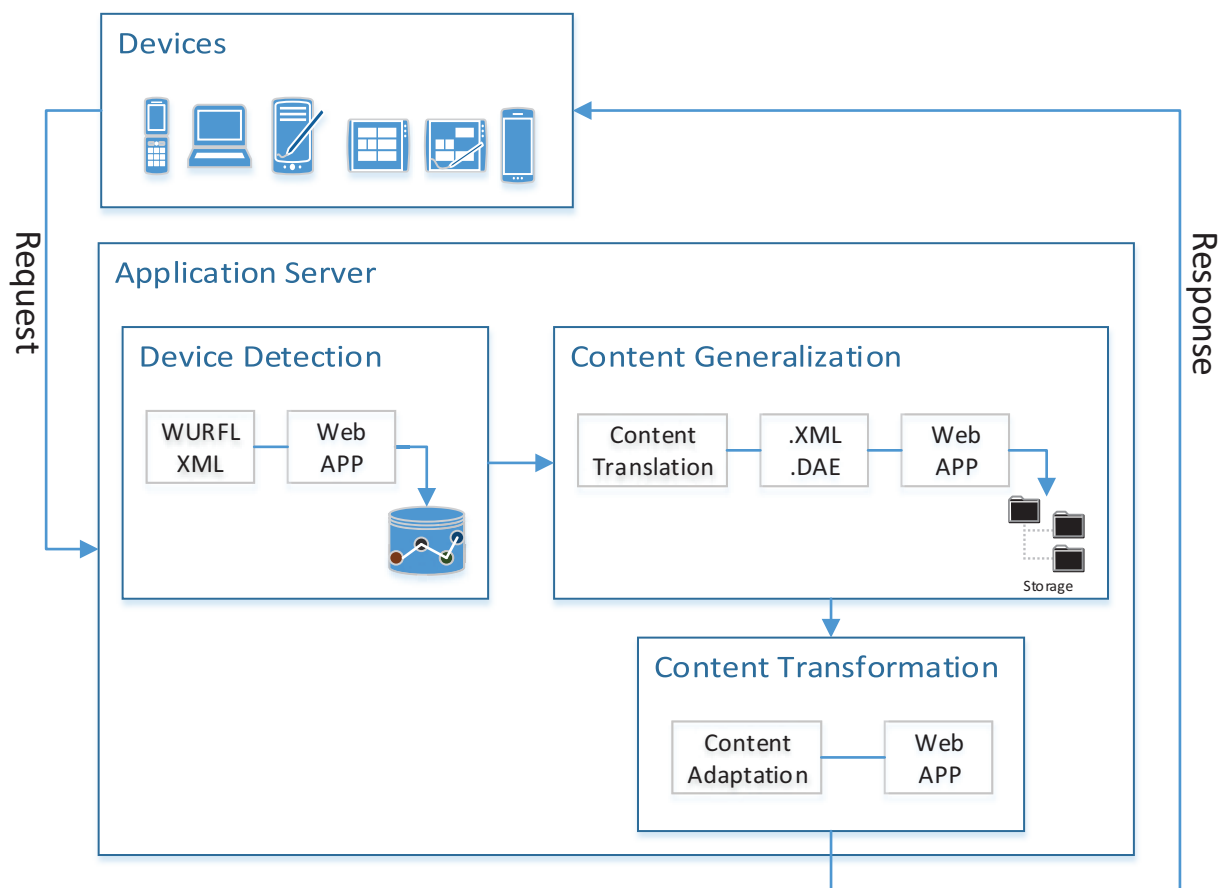 Devices
Request
Response
Application Server
Device Detection
WURFL
XML
Web
APP
Content Generalization
Content
Translation
.XML
.DAE
Web
APP
Storage
Content Transformation
Content
Adaptation
Web
APP